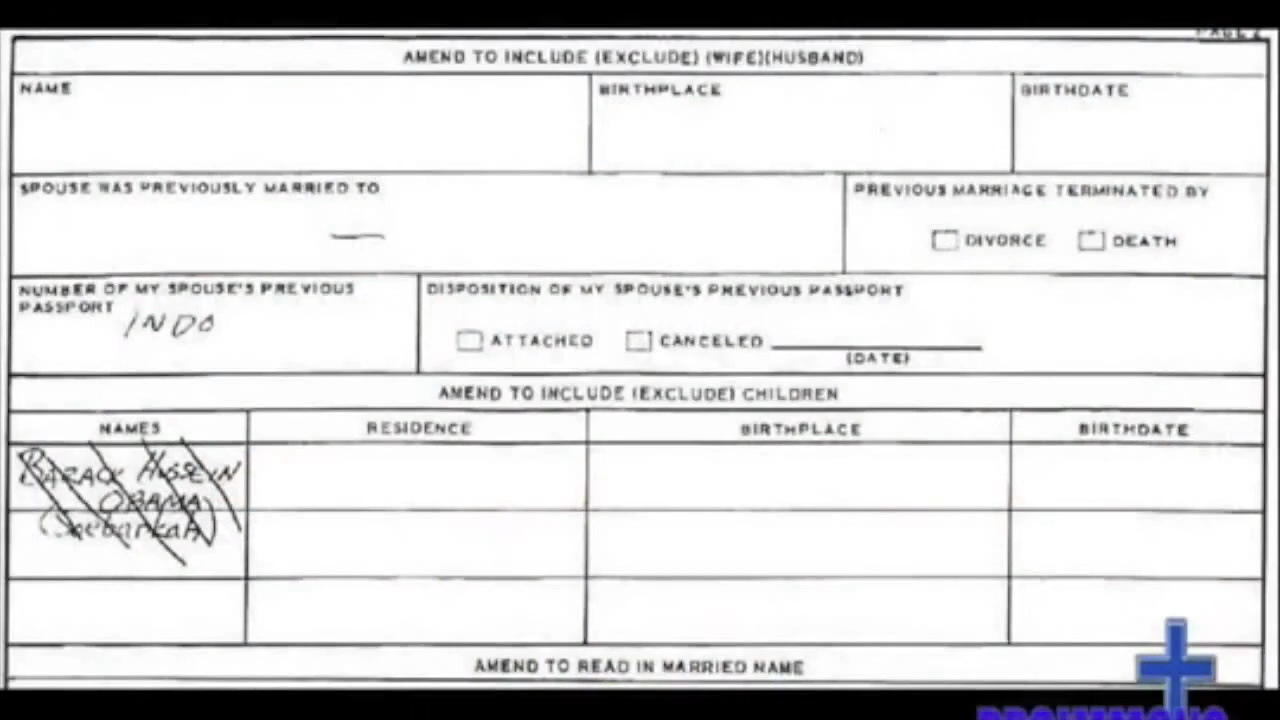 PAGE 2
AMEND TO INCLUDE (EXCLUDE) (WIFE)(HUSBAND)
NAME BIRTHPLACE BIRTHDATE
SPOUSE WAS PREVIOUSLY MARRIED TO PREVIOUS MARRIAGE TERMINATED BY
DIVORCE DEATH
NUMBER OF MY SPOUSE'S PREVIOUS DISPOSITION OF MY SPOUSE'S PREVIOUS PASSPORT
PASSPORT
INDO
ATTACHED CANCELED
(DATE)
AMEND TO INCLUDE (EXCLUDE) CHILDREN
NAMES RESIDENCE BIRTHPLACE BIRTHDATE
BARACK HUSSEIN
OBAMA
(Soebarkah)
AMEND TO READ IN MARRIED NAME